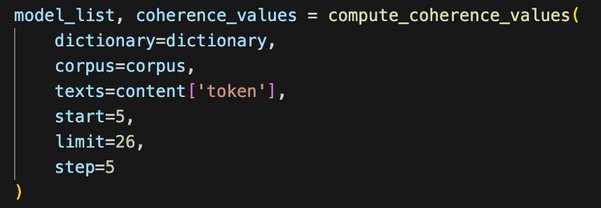 model_list, coherence_values = compute_coherence_values(
    dictionary=dictionary,
    corpus=corpus,
    texts=content['token'],
    start=5,
    limit=26,
    step=5
)